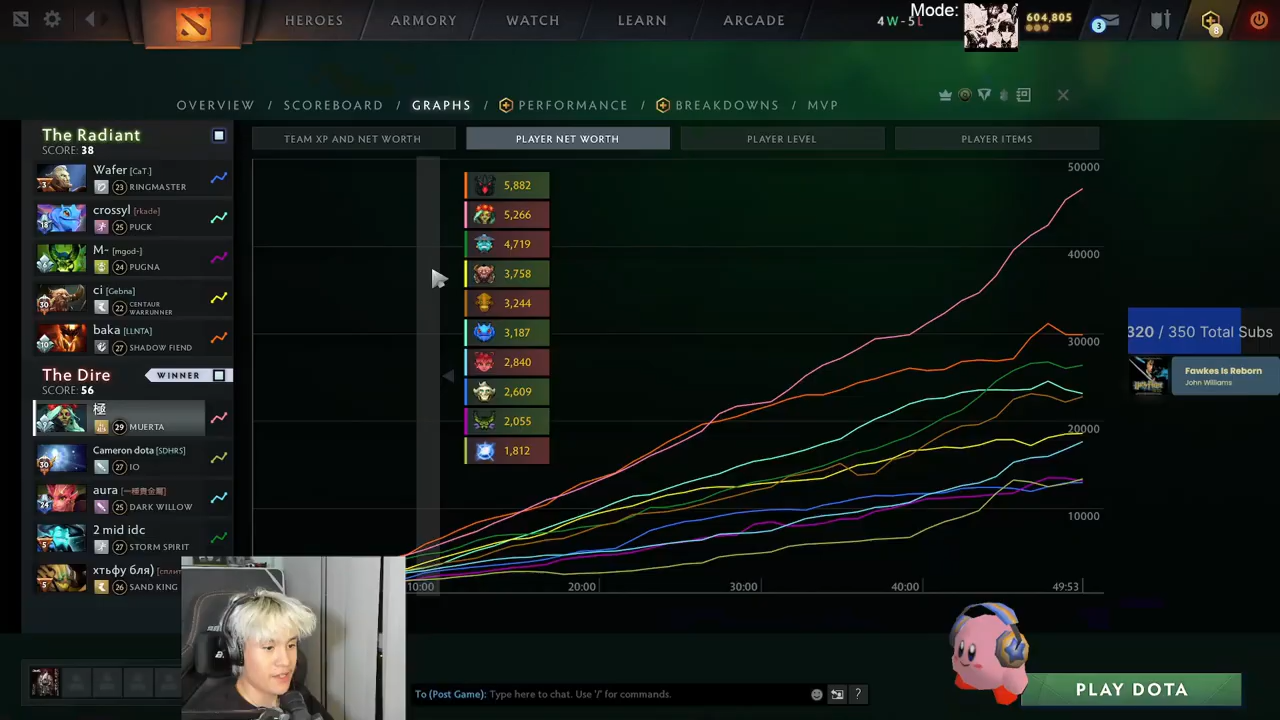 HEROES
ARMORY
WATCH
LEARN
ARCADE
4 W - 5 L
Mode:
604,805
3
8
OVERVIEW / SCOREBOARD / GRAPHS / PERFORMANCE / BREAKDOWNS / MVP
The Radiant
SCORE: 38
Wafer [CaT.]
23 RINGMASTER
crossyl [rkade]
25 PUCK
M- [mgod-]
24 PUGNA
ci [Gebna]
22 CENTAUR WARRUNNER
baka [LLNTA]
27 SHADOW FIEND
The Dire
WINNER
SCORE: 56
極
29 MUERTA
Cameron dota [SDHRS]
27 IO
aura
25 DARK WILLOW
2 mid idc
27 STORM SPIRIT
хтьфу бля)
26 SAND KING
TEAM XP AND NET WORTH
PLAYER NET WORTH
PLAYER LEVEL
PLAYER ITEMS
5,882
5,266
4,719
3,758
3,244
3,187
2,840
2,609
2,055
1,812
50000
40000
30000
20000
10000
10:00
20:00
30:00
40:00
49:53
320 / 350 Total Subs
Fawkes Is Reborn
John Williams
To (Post Game): Type here to chat. Use '/' for commands.
?
PLAY DOTA